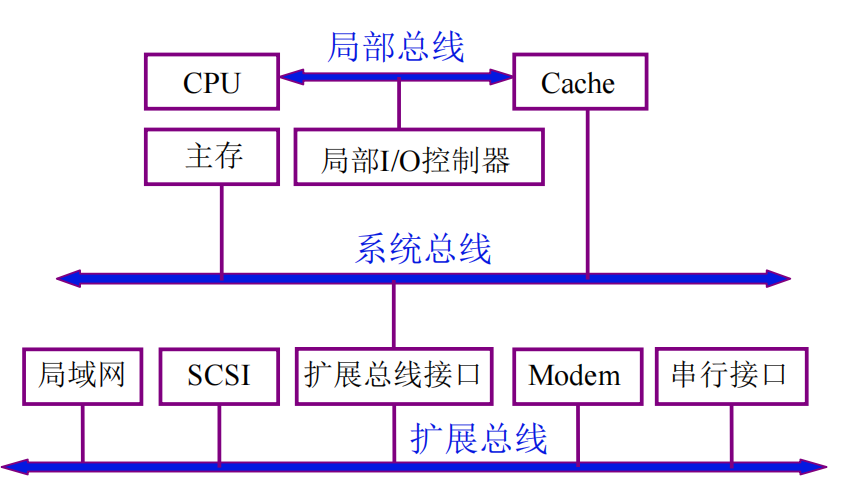 局部总线
CPU
Cache
主存
局部I/O控制器
系统总线
局域网
SCSI
扩展总线接口
Modem
串行接口
扩展总线